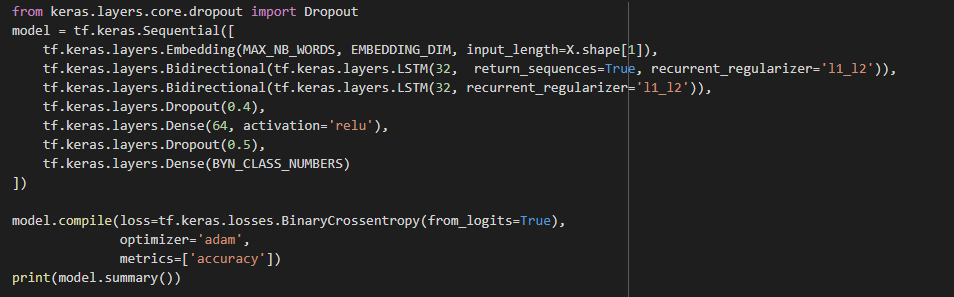 from keras.layers.core.dropout import Dropout
model = tf.keras.Sequential([
    tf.keras.layers.Embedding(MAX_NB_WORDS, EMBEDDING_DIM, input_length=X.shape[1]),
    tf.keras.layers.Bidirectional(tf.keras.layers.LSTM(32,  return_sequences=True, recurrent_regularizer='l1_l2')),
    tf.keras.layers.Bidirectional(tf.keras.layers.LSTM(32, recurrent_regularizer='l1_l2')),
    tf.keras.layers.Dropout(0.4),
    tf.keras.layers.Dense(64, activation='relu'),
    tf.keras.layers.Dropout(0.5),
    tf.keras.layers.Dense(BYN_CLASS_NUMBERS)
])

model.compile(loss=tf.keras.losses.BinaryCrossentropy(from_logits=True),
              optimizer='adam',
              metrics=['accuracy'])
print(model.summary())